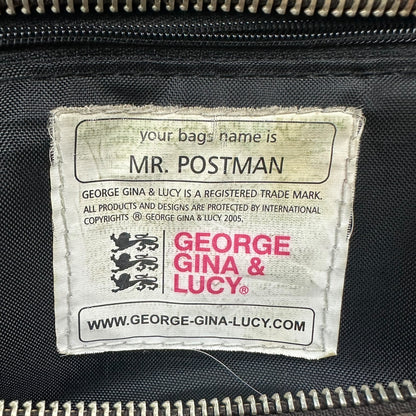 your bags name is
MR. POSTMAN
GEORGE GINA & LUCY IS A REGISTERED TRADE MARK.
ALL PRODUCTS AND DESIGNS ARE PROTECTED BY INTERNATIONAL
COPYRIGHTS ® GEORGE GINA & LUCY 2005.
GEORGE
GINA &
LUCY®
WWW.GEORGE-GINA-LUCY.COM